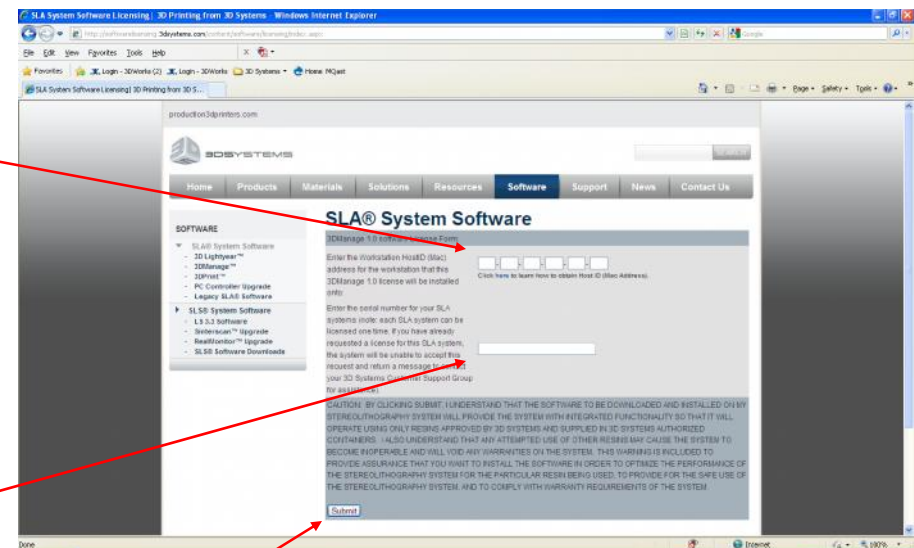 SLA System Software Licensing | 3D Printing from 3D Systems - Windows Internet Explorer
File Edit View Favorites Tools Help
Favorites Login - 3DWorks (2) Login - 3DWorks 3D Systems Home MQset
SLA System Software Licensing| 3D Printing from 3D S...
Page Safety Tools
production3dprinters.com
3DSYSTEMS
Home Products Materials Solutions Resources Software Support News Contact Us
SLA® System Software
SOFTWARE
3DManage 1.0 software License Form
SLA® System Software
- 3D Lightyear™
- 3DManage™
- 3DPrint™
- PC Controller Upgrade
- Legacy SLA® Software
SLS® System Software
- Sinterscan™ Upgrade
- RealMonitor™ Upgrade
- SLS® Software Downloads
Enter the Workstation HostID (Mac)
address for the workstation that this
3DManage 1.0 license will be installed
onto:
Click here to learn how to obtain Host ID (Mac Address).
Enter the serial number for your SLA
systems (note: each SLA system can be
licensed one time. If you have already
requested a license for this SLA system,
the system will be unable to accept this
request and return a message to contact
your 3D Systems Customer Support Group
for assistance)
CAUTION: BY CLICKING SUBMIT, I UNDERSTAND THAT THE SOFTWARE TO BE DOWNLOADED AND INSTALLED ON MY
STEREOLITHOGRAPHY SYSTEM WILL PROVIDE THE SYSTEM WITH INTEGRATED FUNCTIONALITY SO THAT IT WILL
OPERATE USING ONLY RESINS APPROVED BY 3D SYSTEMS AND SUPPLIED IN 3D SYSTEMS AUTHORIZED
CONTAINERS. I ALSO UNDERSTAND THAT ANY ATTEMPTED USE OF OTHER RESINS MAY CAUSE THE SYSTEM TO
BECOME INOPERABLE AND WILL VOID ANY WARRANTIES ON THE SYSTEM. THIS WARNING IS INCLUDED TO
PROVIDE ASSURANCE THAT YOU WANT TO INSTALL THE SOFTWARE IN ORDER TO OPTIMIZE THE PERFORMANCE OF
THE STEREOLITHOGRAPHY SYSTEM FOR THE PARTICULAR RESIN BEING USED, TO PROVIDE FOR THE SAFE USE OF
THE STEREOLITHOGRAPHY SYSTEM, AND TO COMPLY WITH WARRANTY REQUIREMENTS OF THE SYSTEM.
Submit
Done Internet 100%